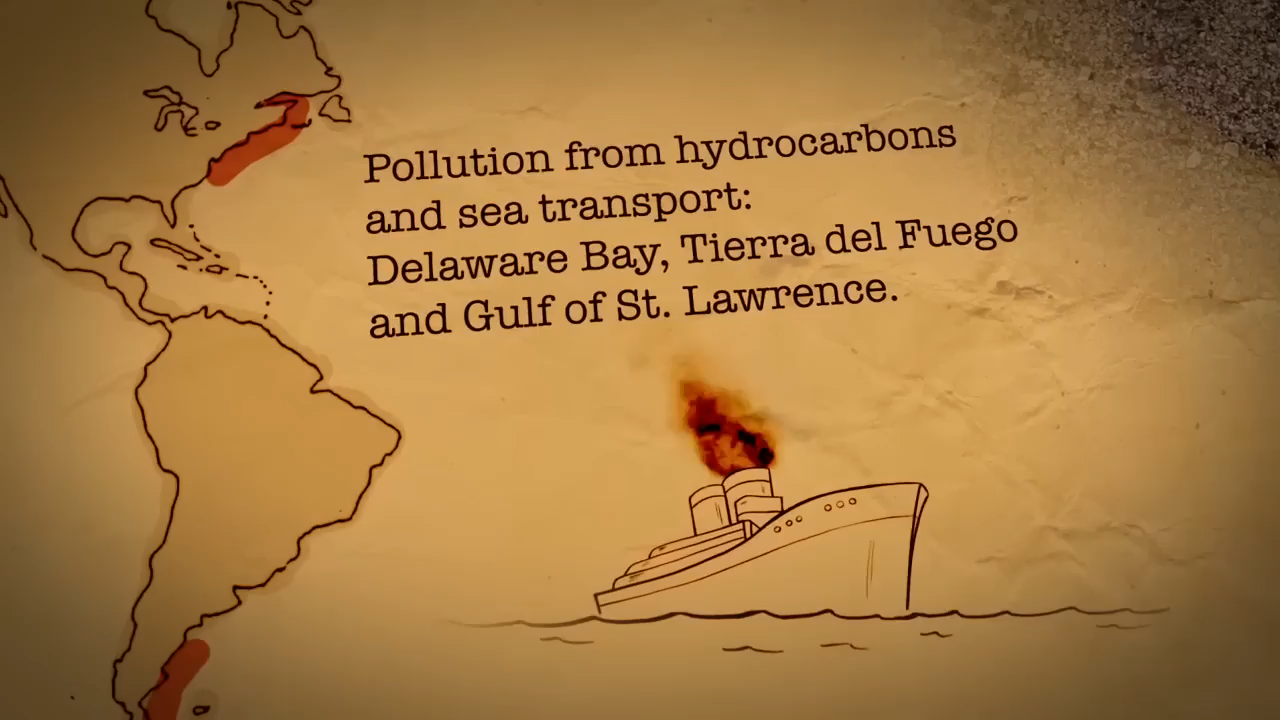 Pollution from hydrocarbons
and sea transport:
Delaware Bay, Tierra del Fuego
and Gulf of St. Lawrence.